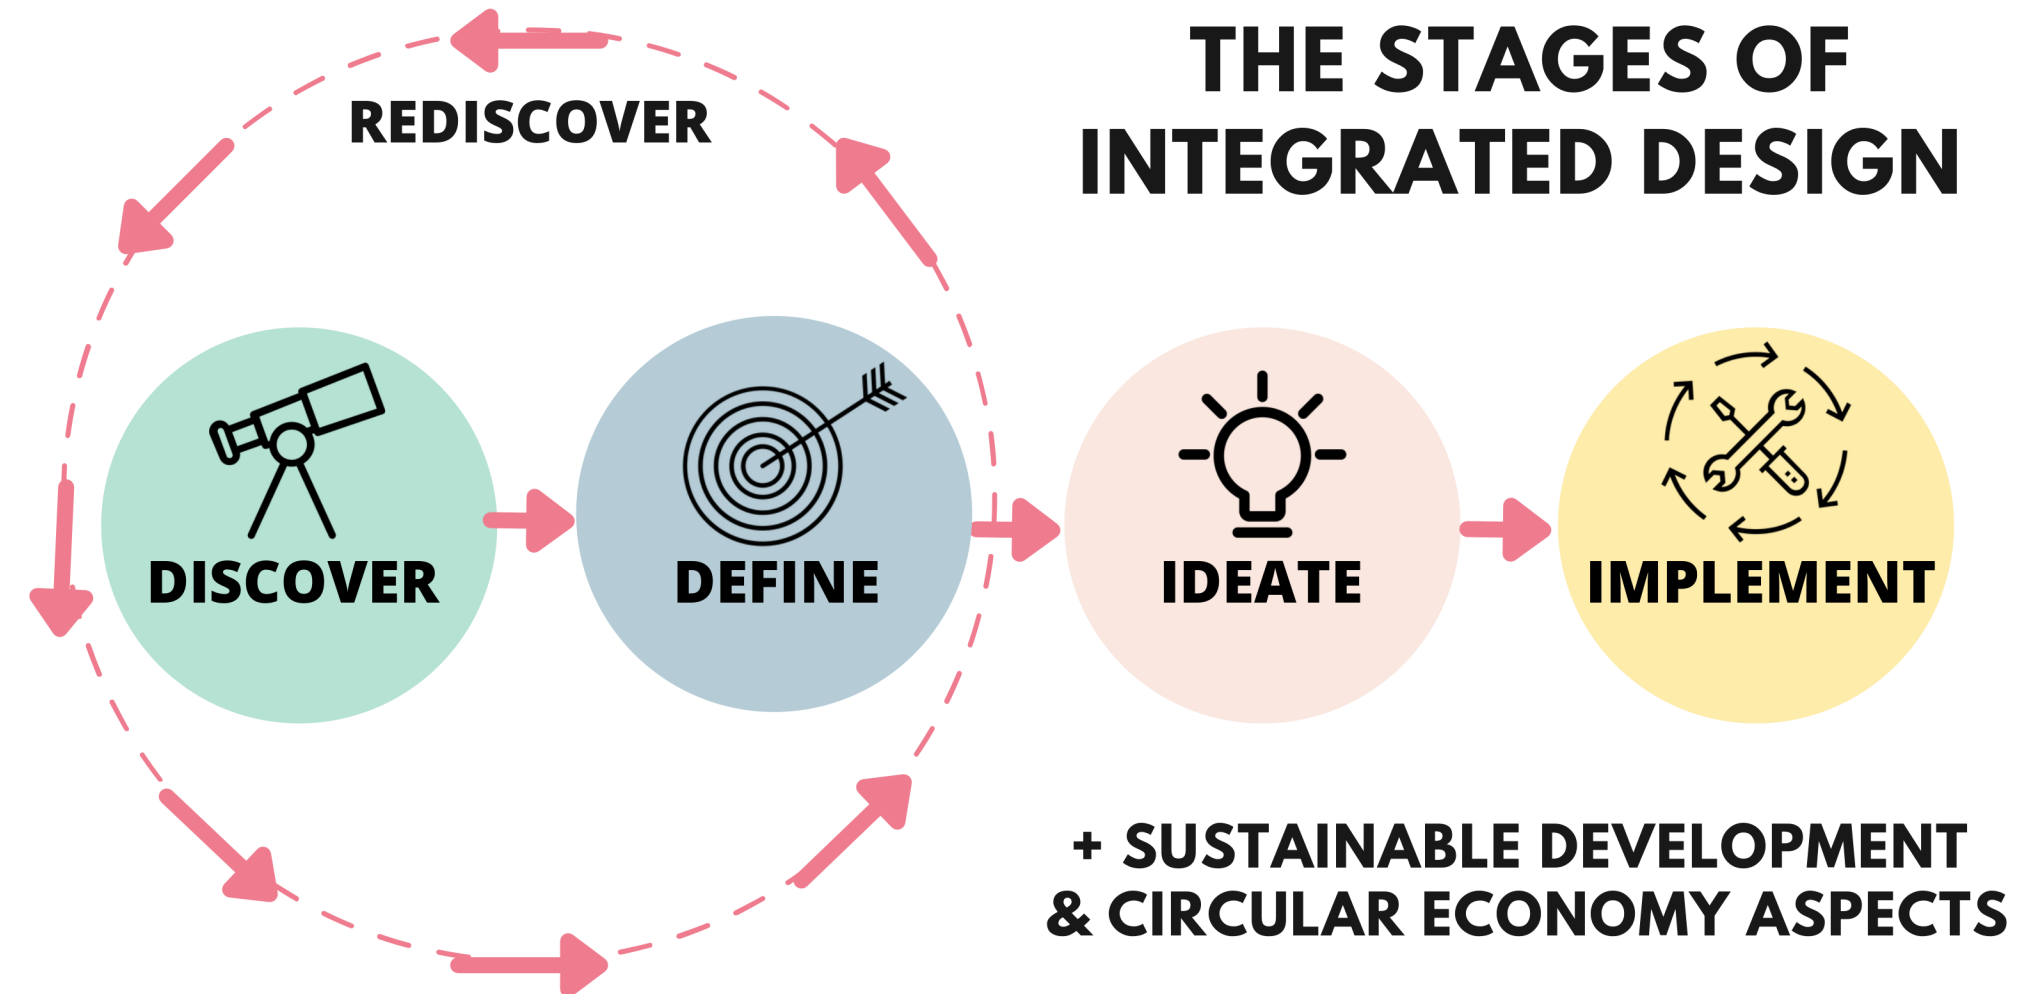 THE STAGES OF
INTEGRATED DESIGN
REDISCOVER
DISCOVER
DEFINE
IDEATE
IMPLEMENT
+ SUSTAINABLE DEVELOPMENT
& CIRCULAR ECONOMY ASPECTS